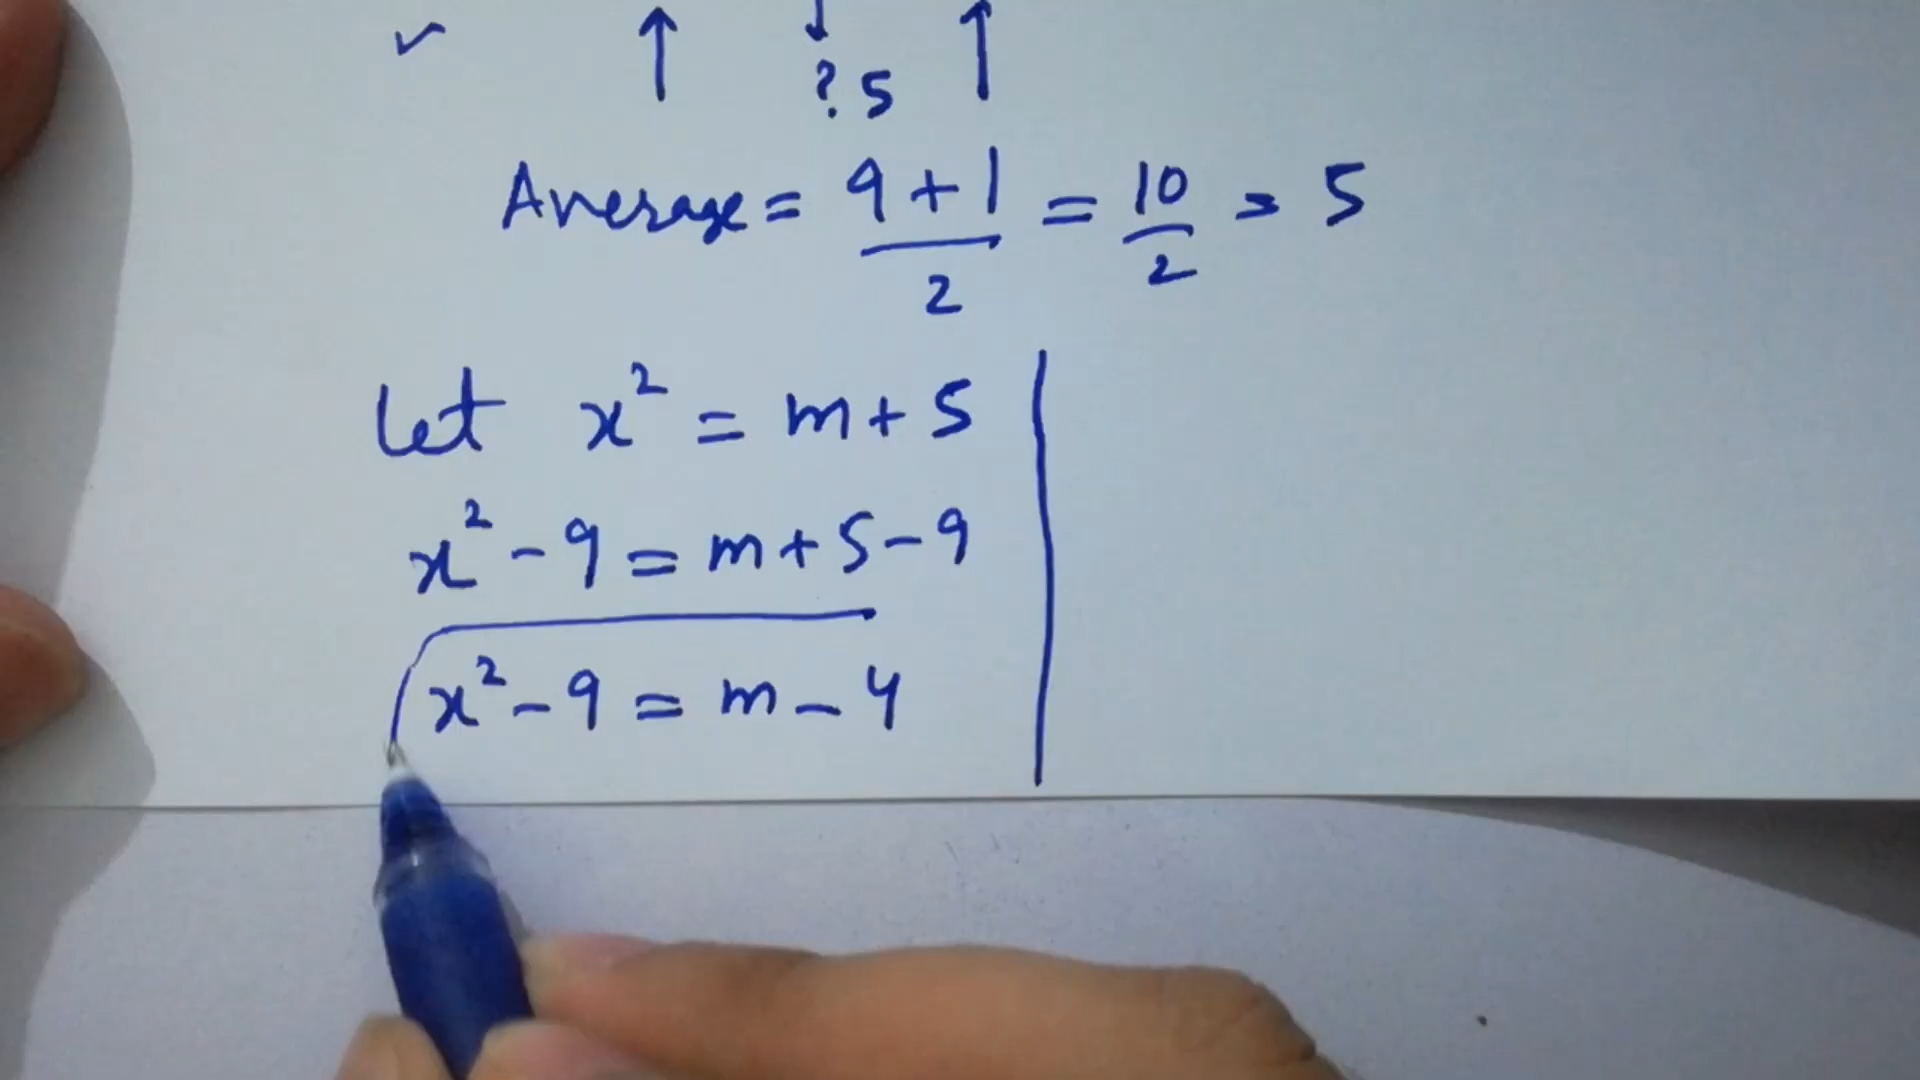 ✓ ↑ ↓ ↑
? 5
Average = 9+1/2 = 10/2 = 5
Let x² = m+5
x² - 9 = m+5-9
x² - 9 = m - 4